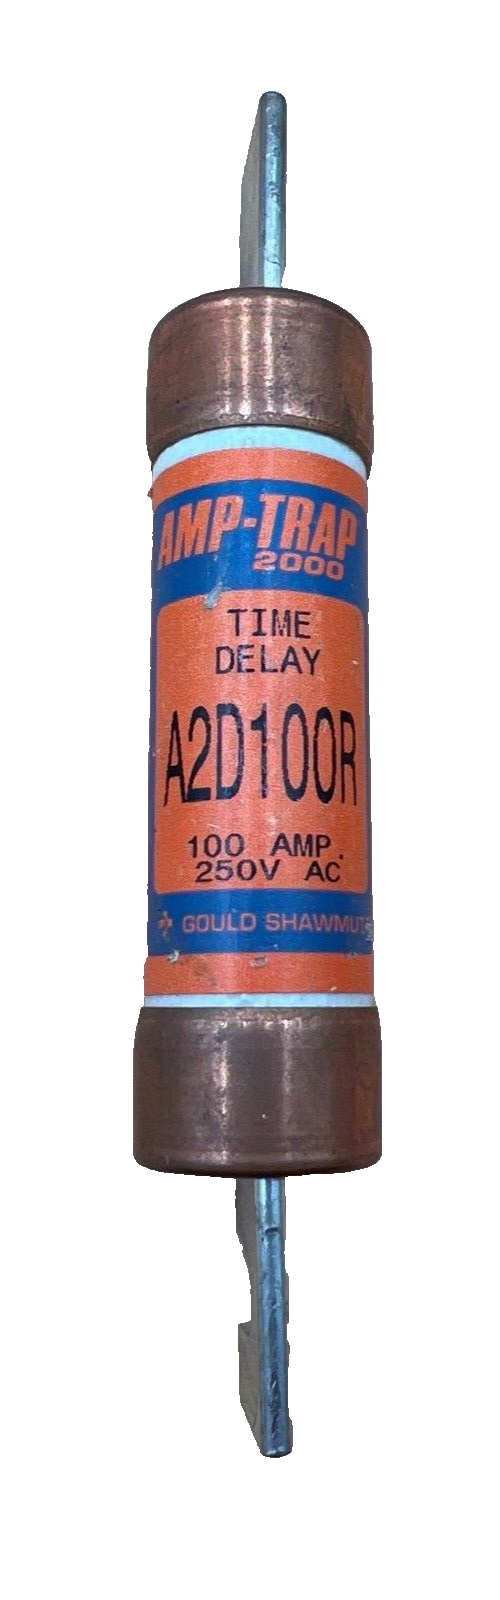 AMP-TRAP
2000
TIME
DELAY
A2D100R
100 AMP.
250V AC
GOULD SHAWMUT